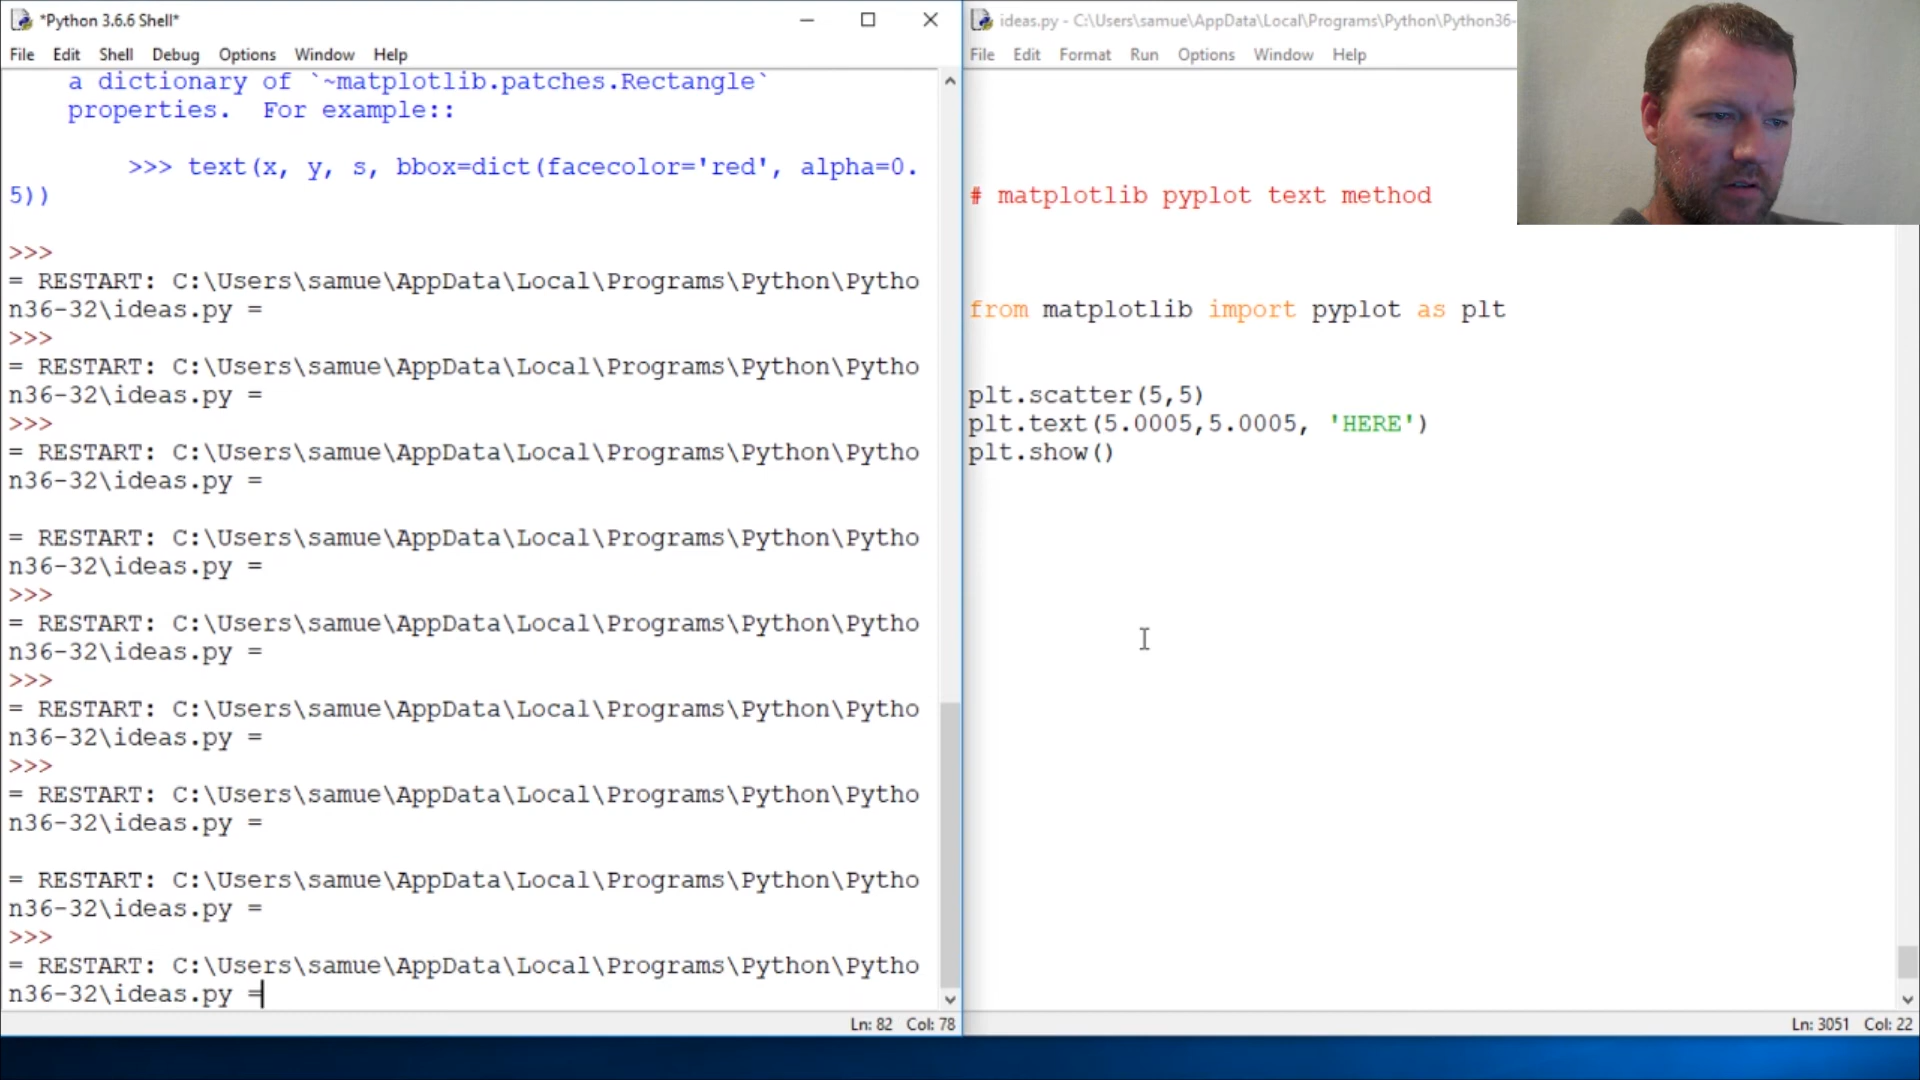 *Python 3.6.6 Shell*
File Edit Shell Debug Options Window Help
a dictionary of `~matplotlib.patches.Rectangle`
properties.  For example::
>>> text(x, y, s, bbox=dict(facecolor='red', alpha=0.
5))
>>>
= RESTART: C:\Users\samue\AppData\Local\Programs\Python\Pytho
n36-32\ideas.py =
>>>
= RESTART: C:\Users\samue\AppData\Local\Programs\Python\Pytho
n36-32\ideas.py =
>>>
= RESTART: C:\Users\samue\AppData\Local\Programs\Python\Pytho
n36-32\ideas.py =
= RESTART: C:\Users\samue\AppData\Local\Programs\Python\Pytho
n36-32\ideas.py =
>>>
= RESTART: C:\Users\samue\AppData\Local\Programs\Python\Pytho
n36-32\ideas.py =
>>>
= RESTART: C:\Users\samue\AppData\Local\Programs\Python\Pytho
n36-32\ideas.py =
>>>
= RESTART: C:\Users\samue\AppData\Local\Programs\Python\Pytho
n36-32\ideas.py =
= RESTART: C:\Users\samue\AppData\Local\Programs\Python\Pytho
n36-32\ideas.py =
>>>
= RESTART: C:\Users\samue\AppData\Local\Programs\Python\Pytho
n36-32\ideas.py =
Ln: 82 Col: 78
ideas.py - C:\Users\samue\AppData\Local\Programs\Python\Python36-
File Edit Format Run Options Window Help
# matplotlib pyplot text method
from matplotlib import pyplot as plt
plt.scatter(5,5)
plt.text(5.0005,5.0005, 'HERE')
plt.show()
Ln: 3051 Col: 22